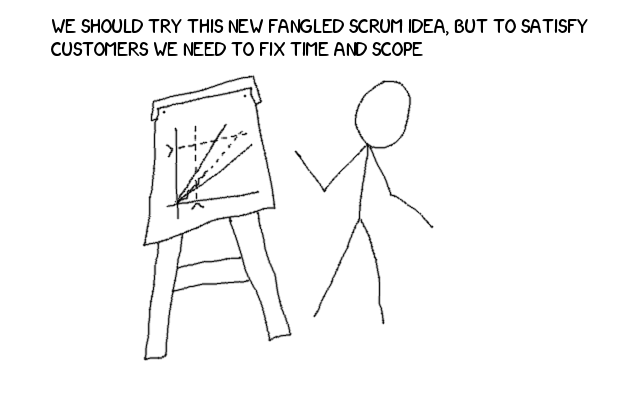 WE SHOULD TRY THIS NEW FANGLED SCRUM IDEA, BUT TO SATISFY
CUSTOMERS WE NEED TO FIX TIME AND SCOPE